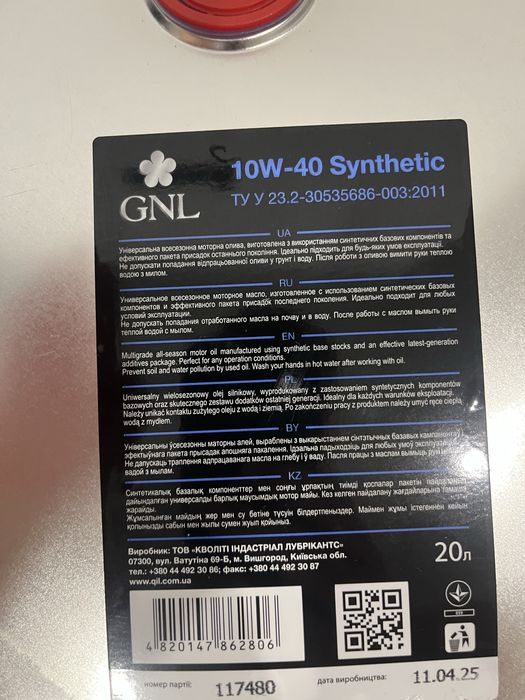 10W-40 Synthetic
GNL
ТУ У 23.2-30535686-003:2011
UA
Універсальна всесезонна моторна олива, виготовлена з використанням синтетичних базових компонентів та
ефективного пакета присадок останнього покоління. Ідеально підходить для будь-яких умов експлуатації.
Не допускати попадання відпрацьованої оливи у ґрунт і воду. Після роботи з оливою вимити руки теплою
водою з милом.
RU
Универсальное всесезонное моторное масло, изготовленное с использованием синтетических базовых
компонентов и эффективного пакета присадок последнего поколения. Идеально подходит для любых
условий эксплуатации.
Не допускать попадания отработанного масла на почву и в воду. После работы с маслом вымыть руки
теплой водой с мылом.
EN
Multigrade all-season motor oil manufactured using synthetic base stocks and an effective latest-generation
additives package. Perfect for any operation conditions.
Prevent soil and water pollution by used oil. Wash your hands in hot water after working with oil.
PL
Uniwersalny wielosezonowy olej silnikowy, wyprodukowany z zastosowaniem syntetycznych komponentów
bazowych oraz skutecznego zestawu dodatków ostatniej generacji. Idealny dla każdych warunków eksploatacji.
Należy unikać kontaktu zużytego oleju z wodą i ziemią. Po zakończeniu pracy z produktem należy umyć ręce ciepłą
wodą z mydłem.
BY
Універсальны ўсесезонны маторны алей, выраблены з выкарыстаннем сінтэтычных базавых кампанентаў
эфектыўнага пакета прысадак апошняга пакалення. Ідэальна падыходзіць для любых умоў эксплуатацыі
Не дапускаць траплення адпрацаванага масла на глебу і ў ваду. Пасля працы з маслам вымыць рукі
вадой з мылам.
KZ
Синтетикалық базалық компоненттер мен соңғы ұрпақтың тиімді қоспалар пакетін пайдаланып
дайындалған универсалды барлық маусымдық мотор майы. Кез келген пайдалану жағдайларына тамаша
жарайды.
Жұмсалынған майдың жер мен су бетіне түсуін білдертпеңіздер. Маймен жұмы істегеннен кейін
қолыңызды сабын мен жылы сумен жуып қойыңыз.
Виробник: ТОВ «КВОЛІТІ ІНДАСТРІАЛ ЛУБРІКАНТС»
07300, вул. Ватутіна 69-Б, м. Вишгород, Київська обл.
тел.: +380 44 492 30 86; факс: +380 44 492 30 87
www.qil.com.ua
20л
4 820147 862806
номер партії: 117480
дата виробництва: 11.04.25